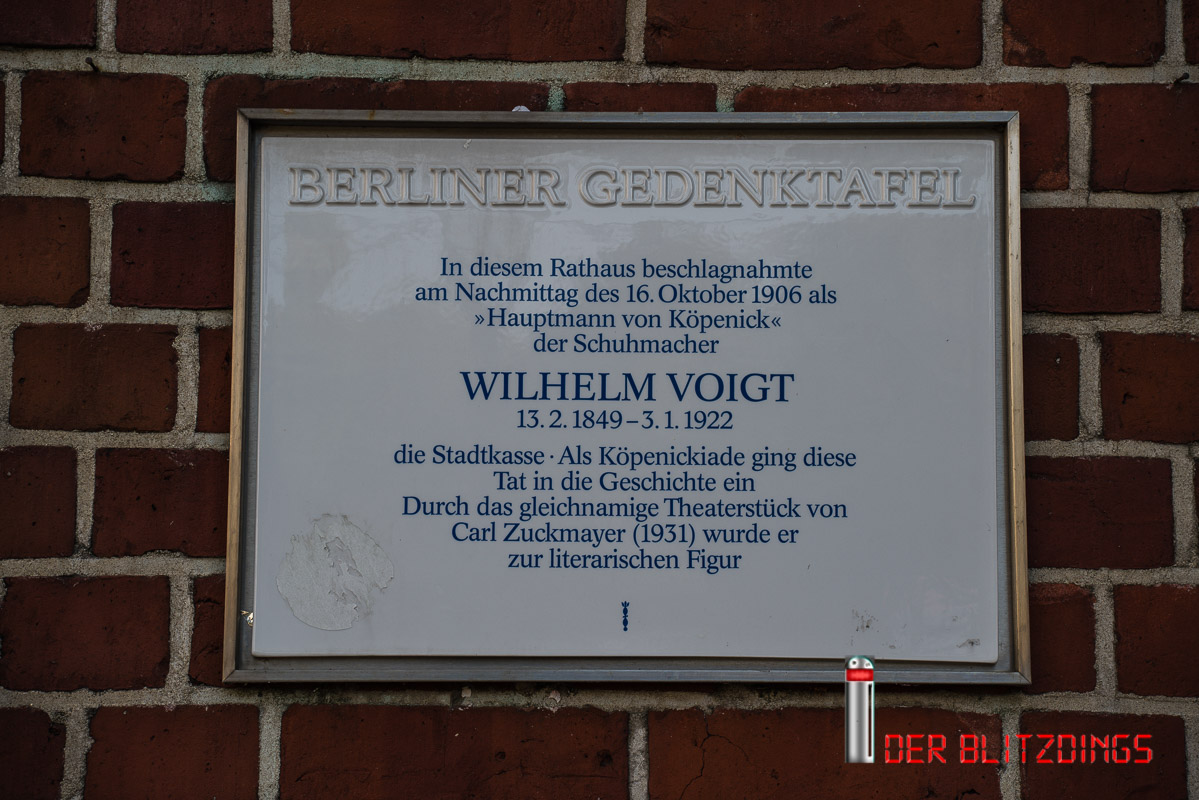 BERLINER GEDENKTAFEL
In diesem Rathaus beschlagnahmte
am Nachmittag des 16. Oktober 1906 als
»Hauptmann von Köpenick«
der Schuhmacher
WILHELM VOIGT
13. 2. 1849 – 3. 1. 1922
die Stadtkasse · Als Köpenickiade ging diese
Tat in die Geschichte ein
Durch das gleichnamige Theaterstück von
Carl Zuckmayer (1931) wurde er
zur literarischen Figur
DER BLITZDINGS